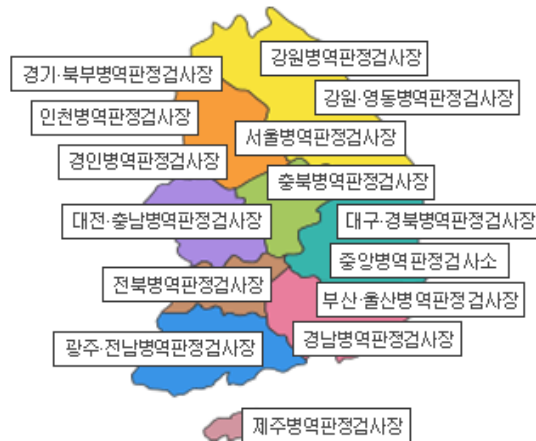 강원병역판정검사장
경기·북부병역판정검사장
강원·영동병역판정검사장
인천병역판정검사장
서울병역판정검사장
경인병역판정검사장
충북병역판정검사장
대전·충남병역판정검사장
대구·경북병역판정검사장
중앙병역판정검사소
전북병역판정검사장
부산·울산병역판정검사장
경남병역판정검사장
광주·전남병역판정검사장
제주병역판정검사장